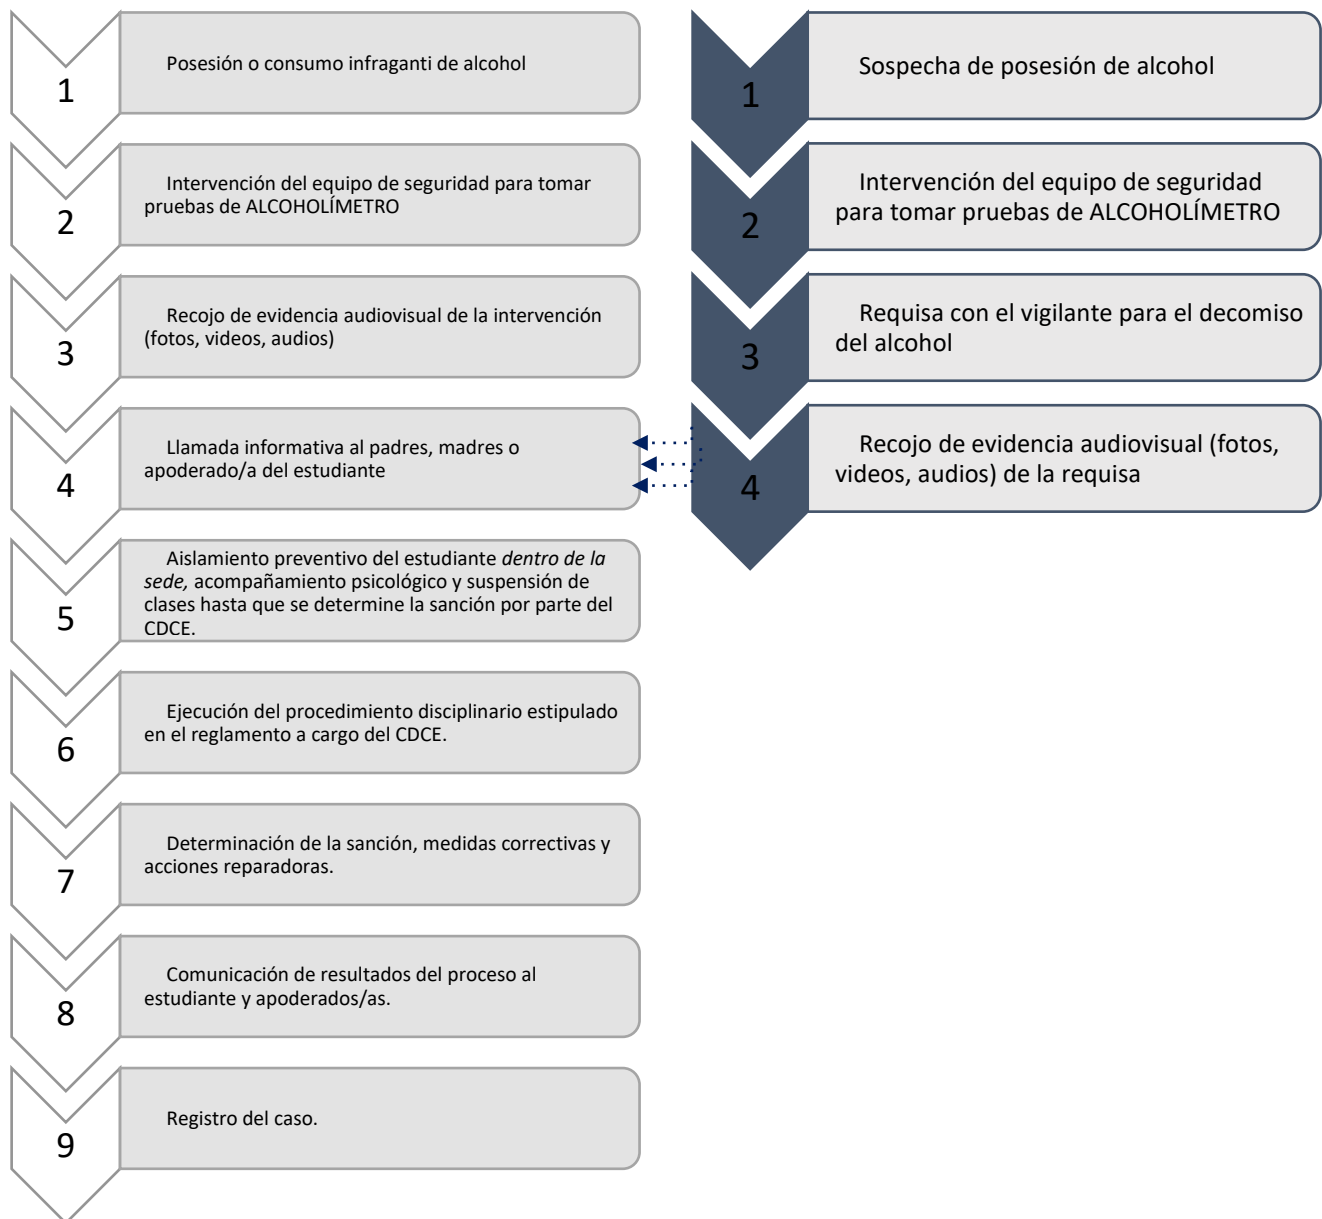 1
Posesión o consumo infraganti de alcohol
2
Intervención del equipo de seguridad para tomar
pruebas de ALCOHOLÍMETRO
3
Recojo de evidencia audiovisual de la intervención
(fotos, videos, audios)
4
Llamada informativa al padres, madres o
apoderado/a del estudiante
5
Aislamiento preventivo del estudiante dentro de la
sede, acompañamiento psicológico y suspensión de
clases hasta que se determine la sanción por parte del
CDCE.
6
Ejecución del procedimiento disciplinario estipulado
en el reglamento a cargo del CDCE.
7
Determinación de la sanción, medidas correctivas y
acciones reparadoras.
8
Comunicación de resultados del proceso al
estudiante y apoderados/as.
9
Registro del caso.
1
Sospecha de posesión de alcohol
2
Intervención del equipo de seguridad
para tomar pruebas de ALCOHOLÍMETRO
3
Requisa con el vigilante para el decomiso
del alcohol
4
Recojo de evidencia audiovisual (fotos,
videos, audios) de la requisa